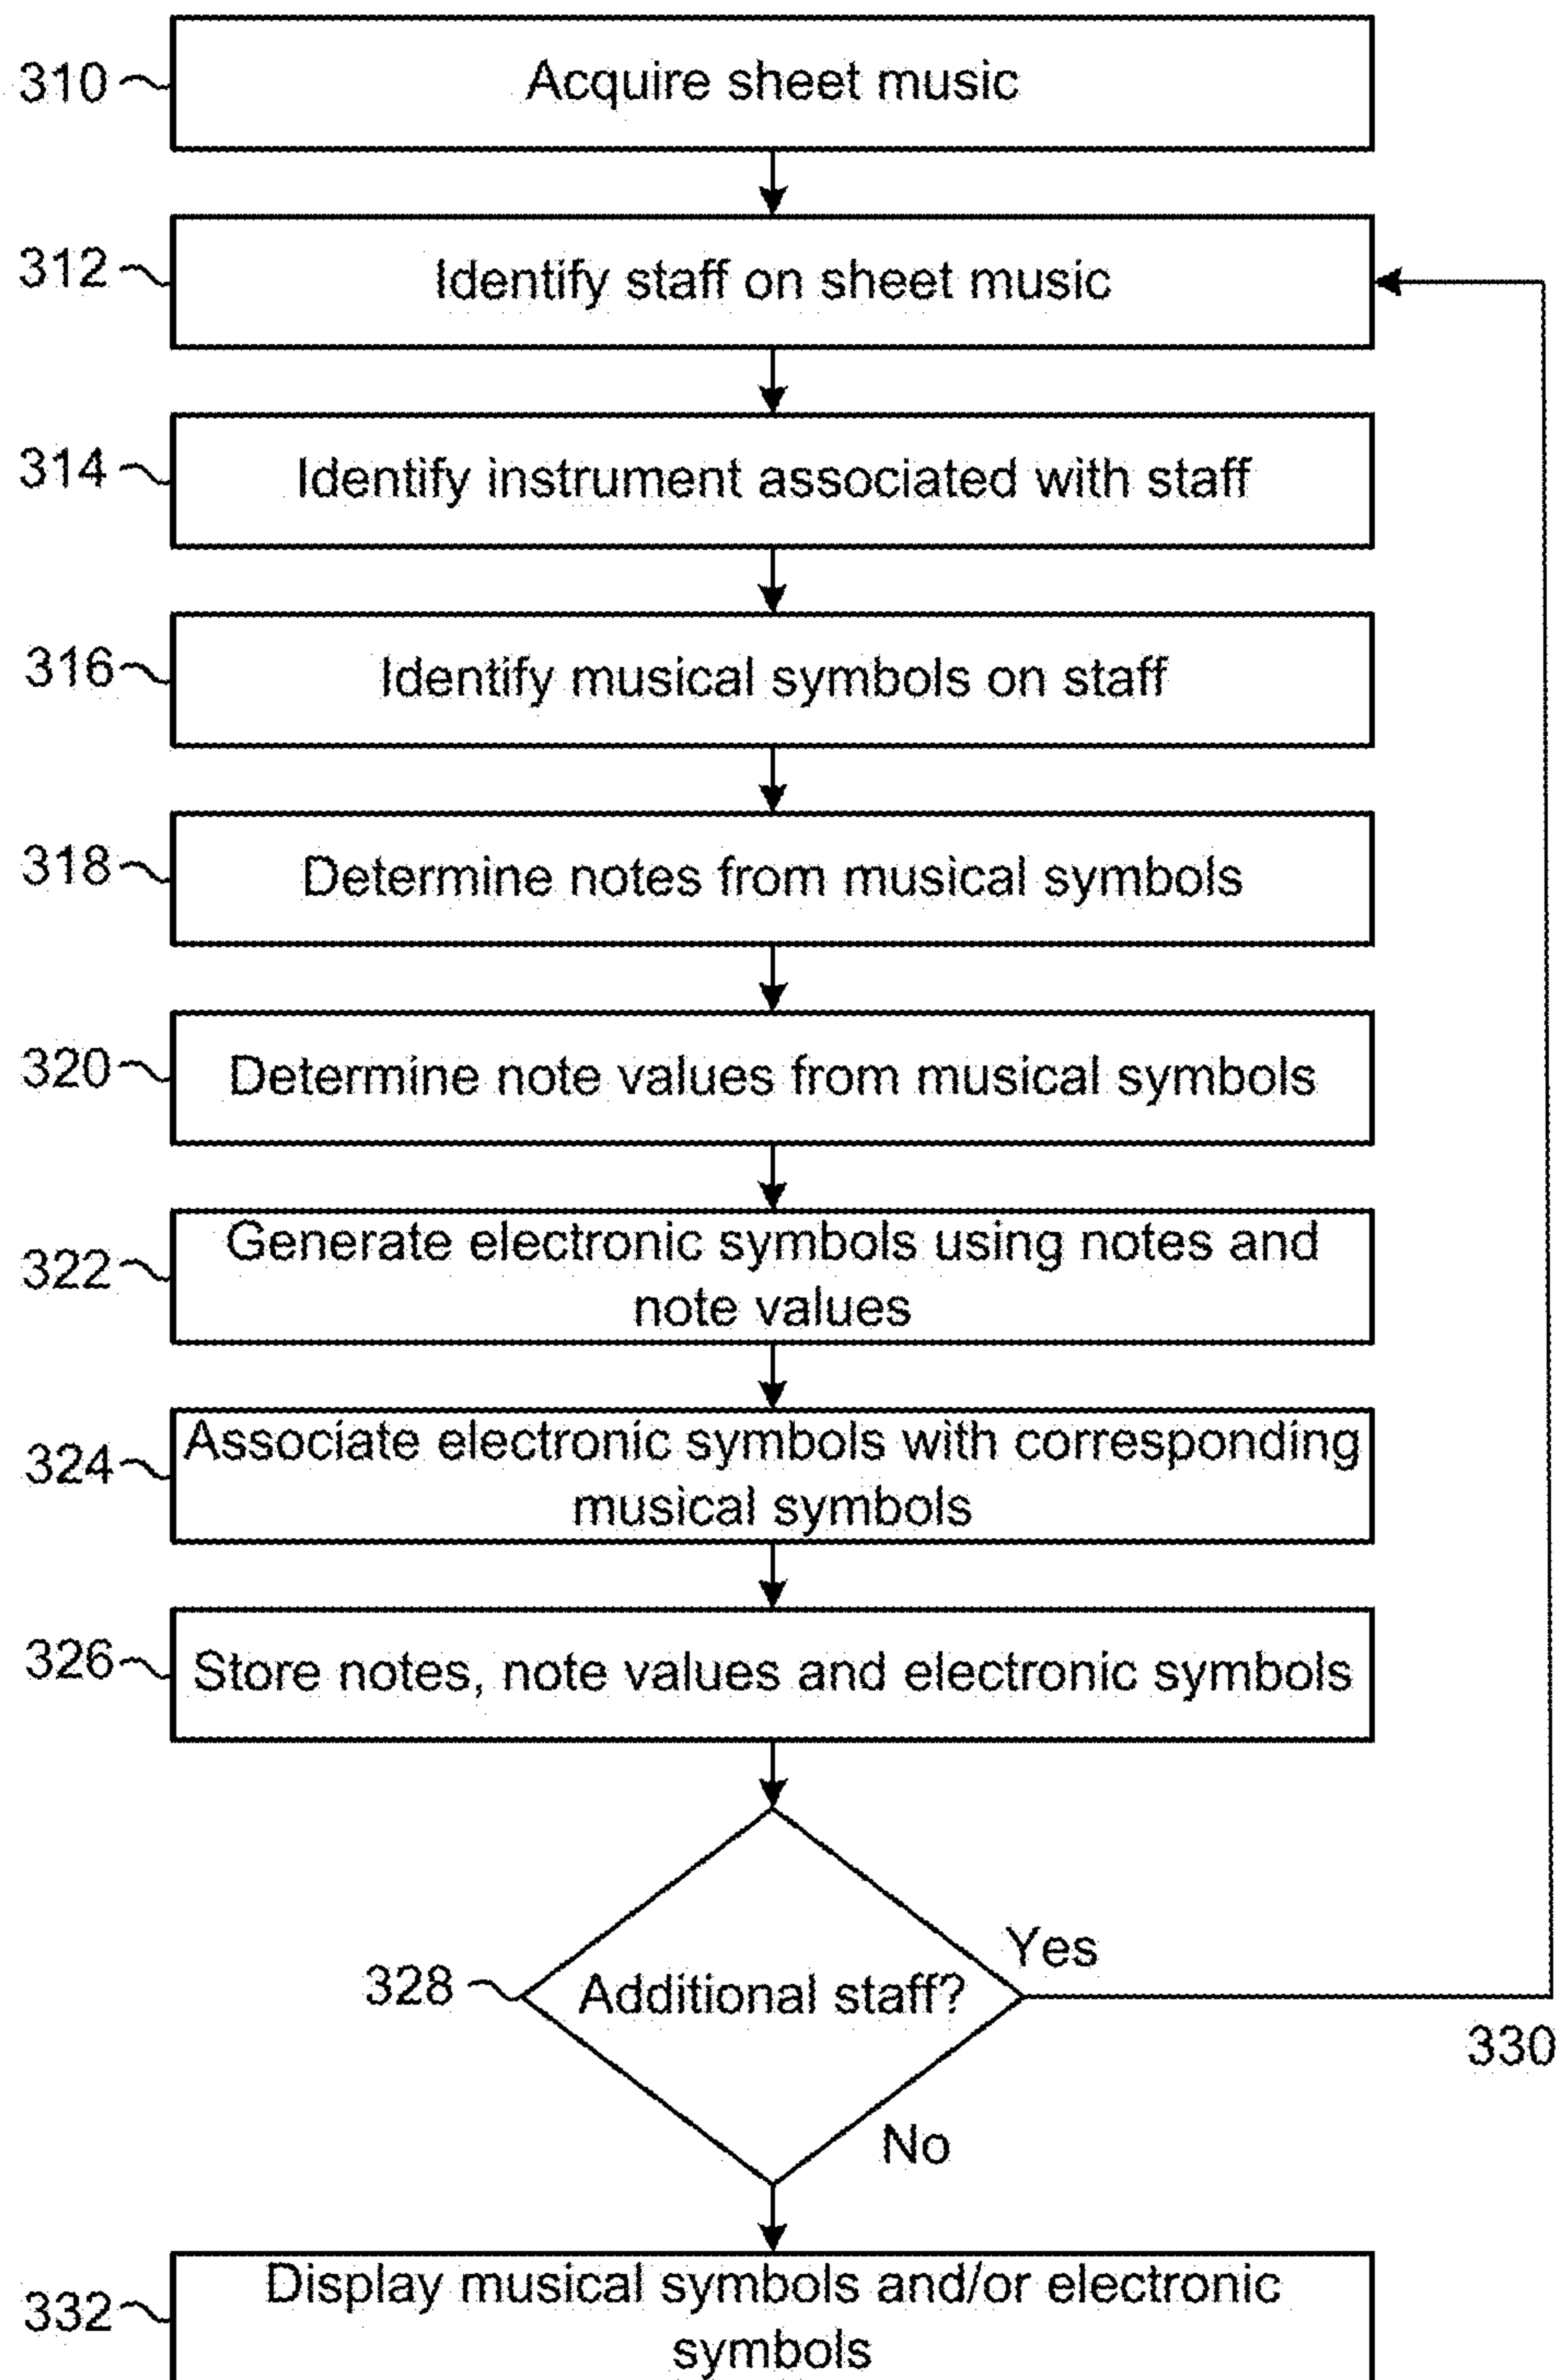 310
Acquire sheet music
312
Identify staff on sheet music
314
Identify instrument associated with staff
316
Identify musical symbols on staff
318
Determine notes from musical symbols
320
Determine note values from musical symbols
322
Generate electronic symbols using notes and
note values
324
Associate electronic symbols with corresponding
musical symbols
326
Store notes, note values and electronic symbols
328
Additional staff?
Yes
330
No
332
Display musical symbols and/or electronic
symbols